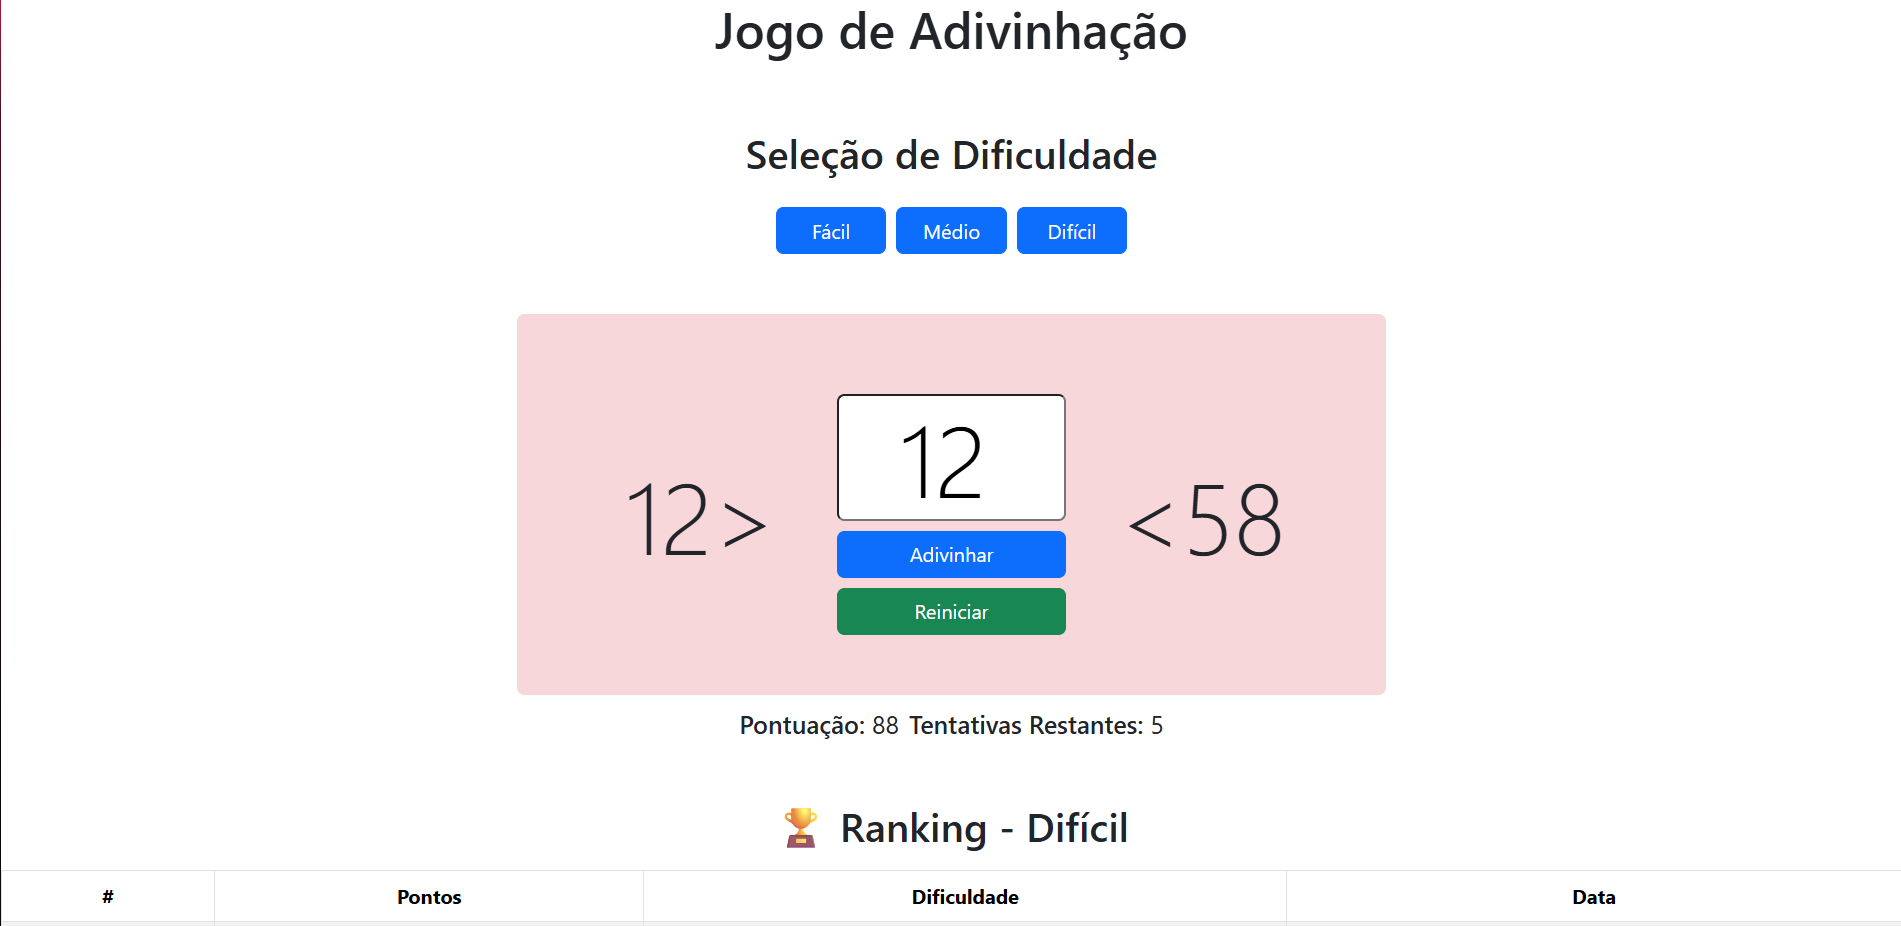 Jogo de Adivinhação
Seleção de Dificuldade
Fácil Médio Difícil
12
12> <58
Adivinhar
Reiniciar
Pontuação: 88 Tentativas Restantes: 5
Ranking - Difícil
# Pontos Dificuldade Data